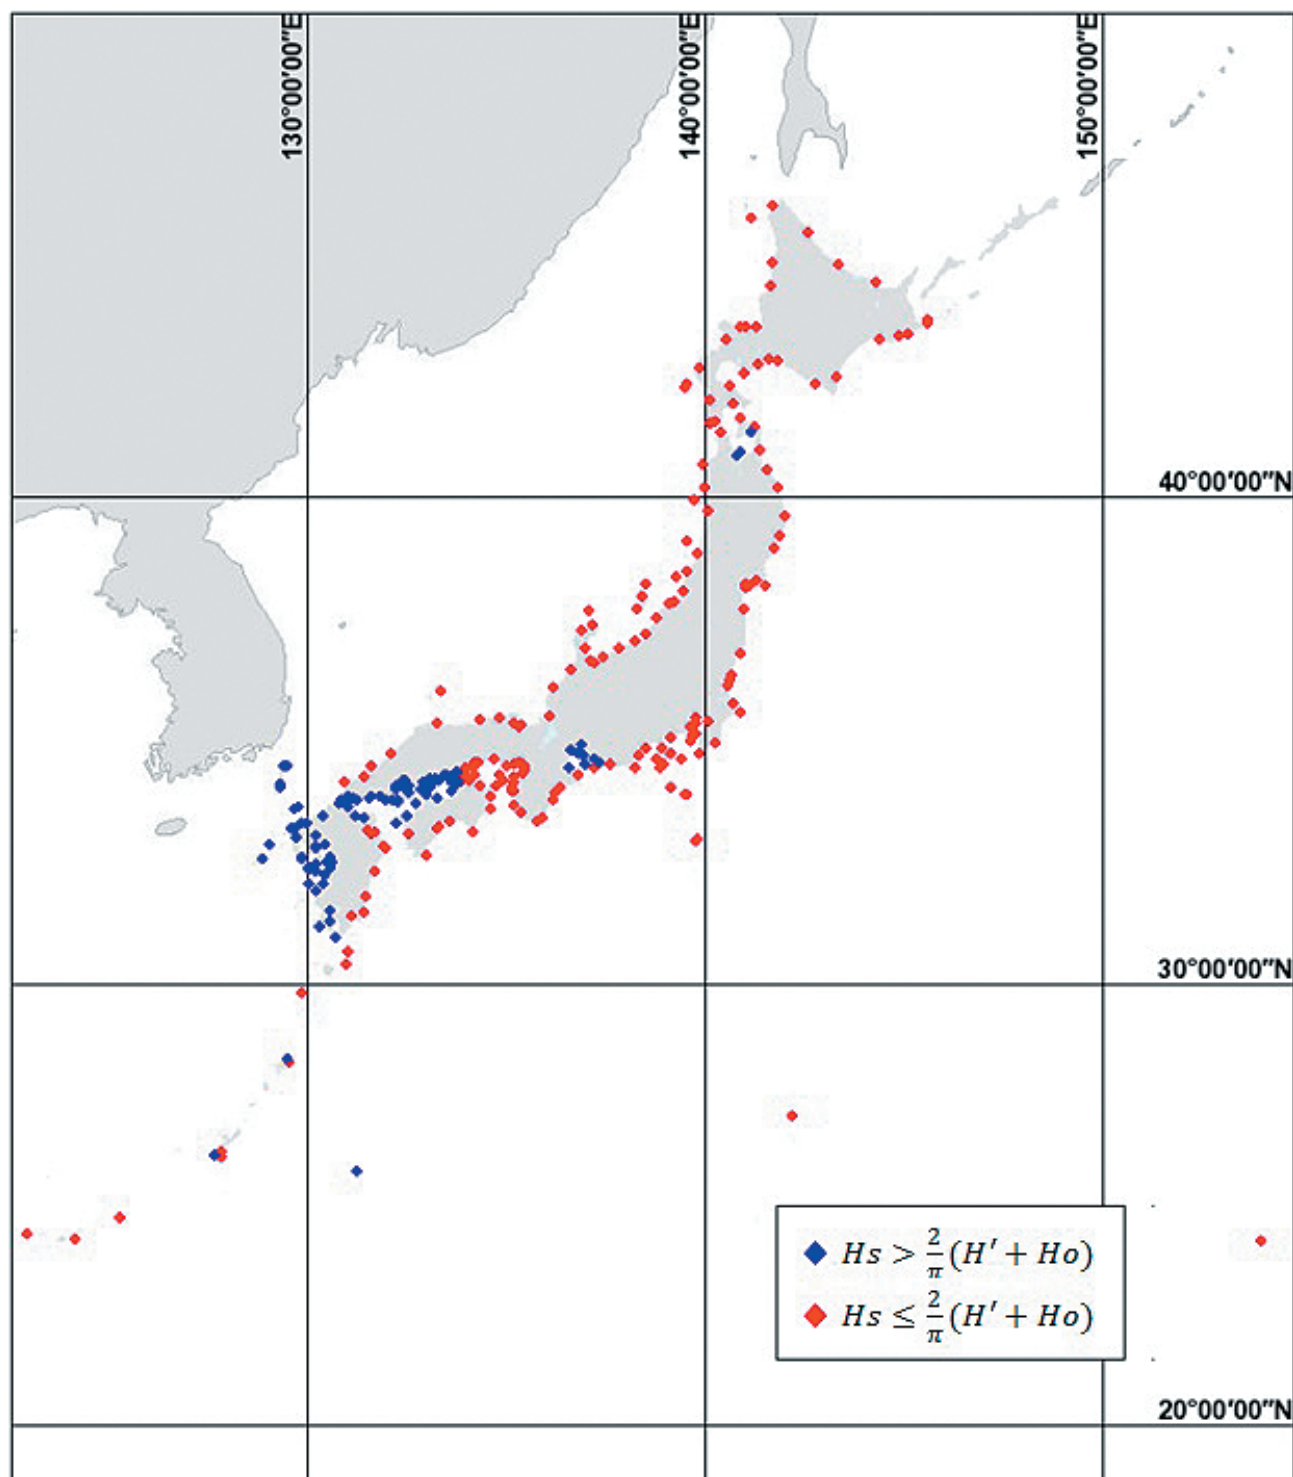 130°00′00″E
140°00′00″E
150°00′00″E
40°00′00″N
30°00′00″N
Hs > 2/π (H′ + Ho)
Hs ≤ 2/π (H′ + Ho)
20°00′00″N